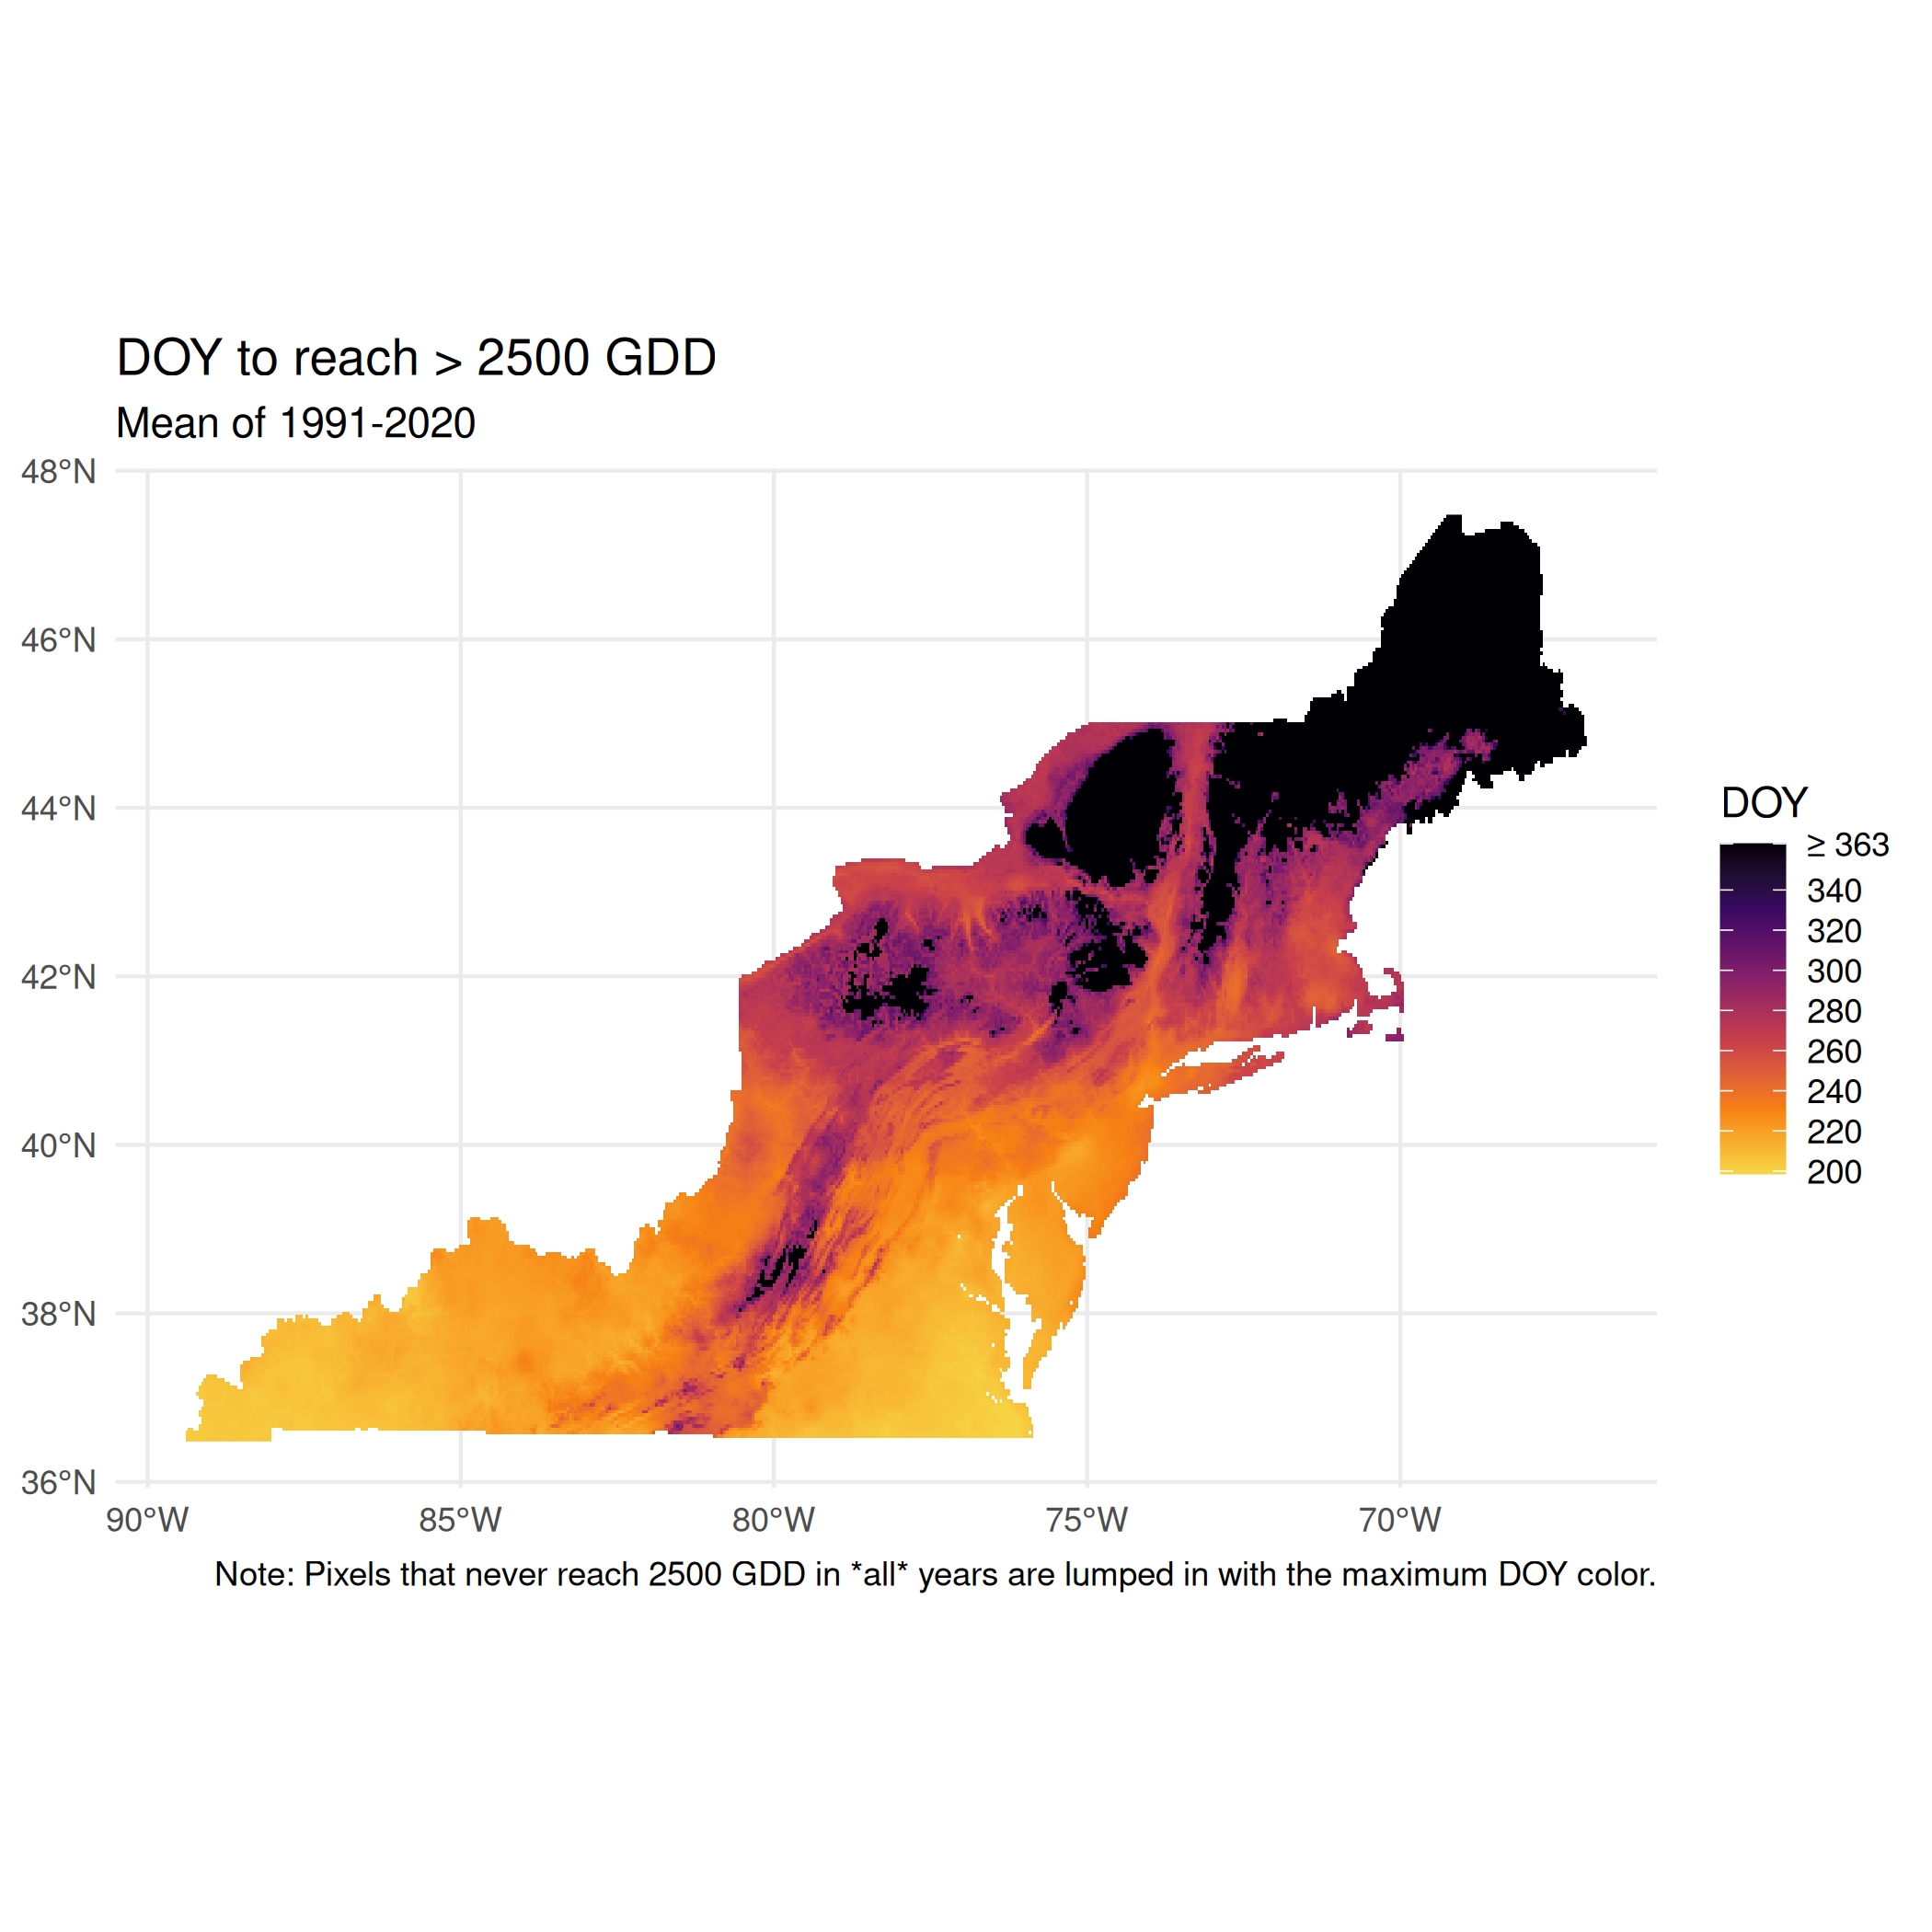 DOY to reach > 2500 GDD
Mean of 1991-2020
48°N
46°N
44°N
42°N
40°N
38°N
36°N
90°W 85°W 80°W 75°W 70°W
Note: Pixels that never reach 2500 GDD in *all* years are lumped in with the maximum DOY color.
DOY
≥ 363
340
320
300
280
260
240
220
200